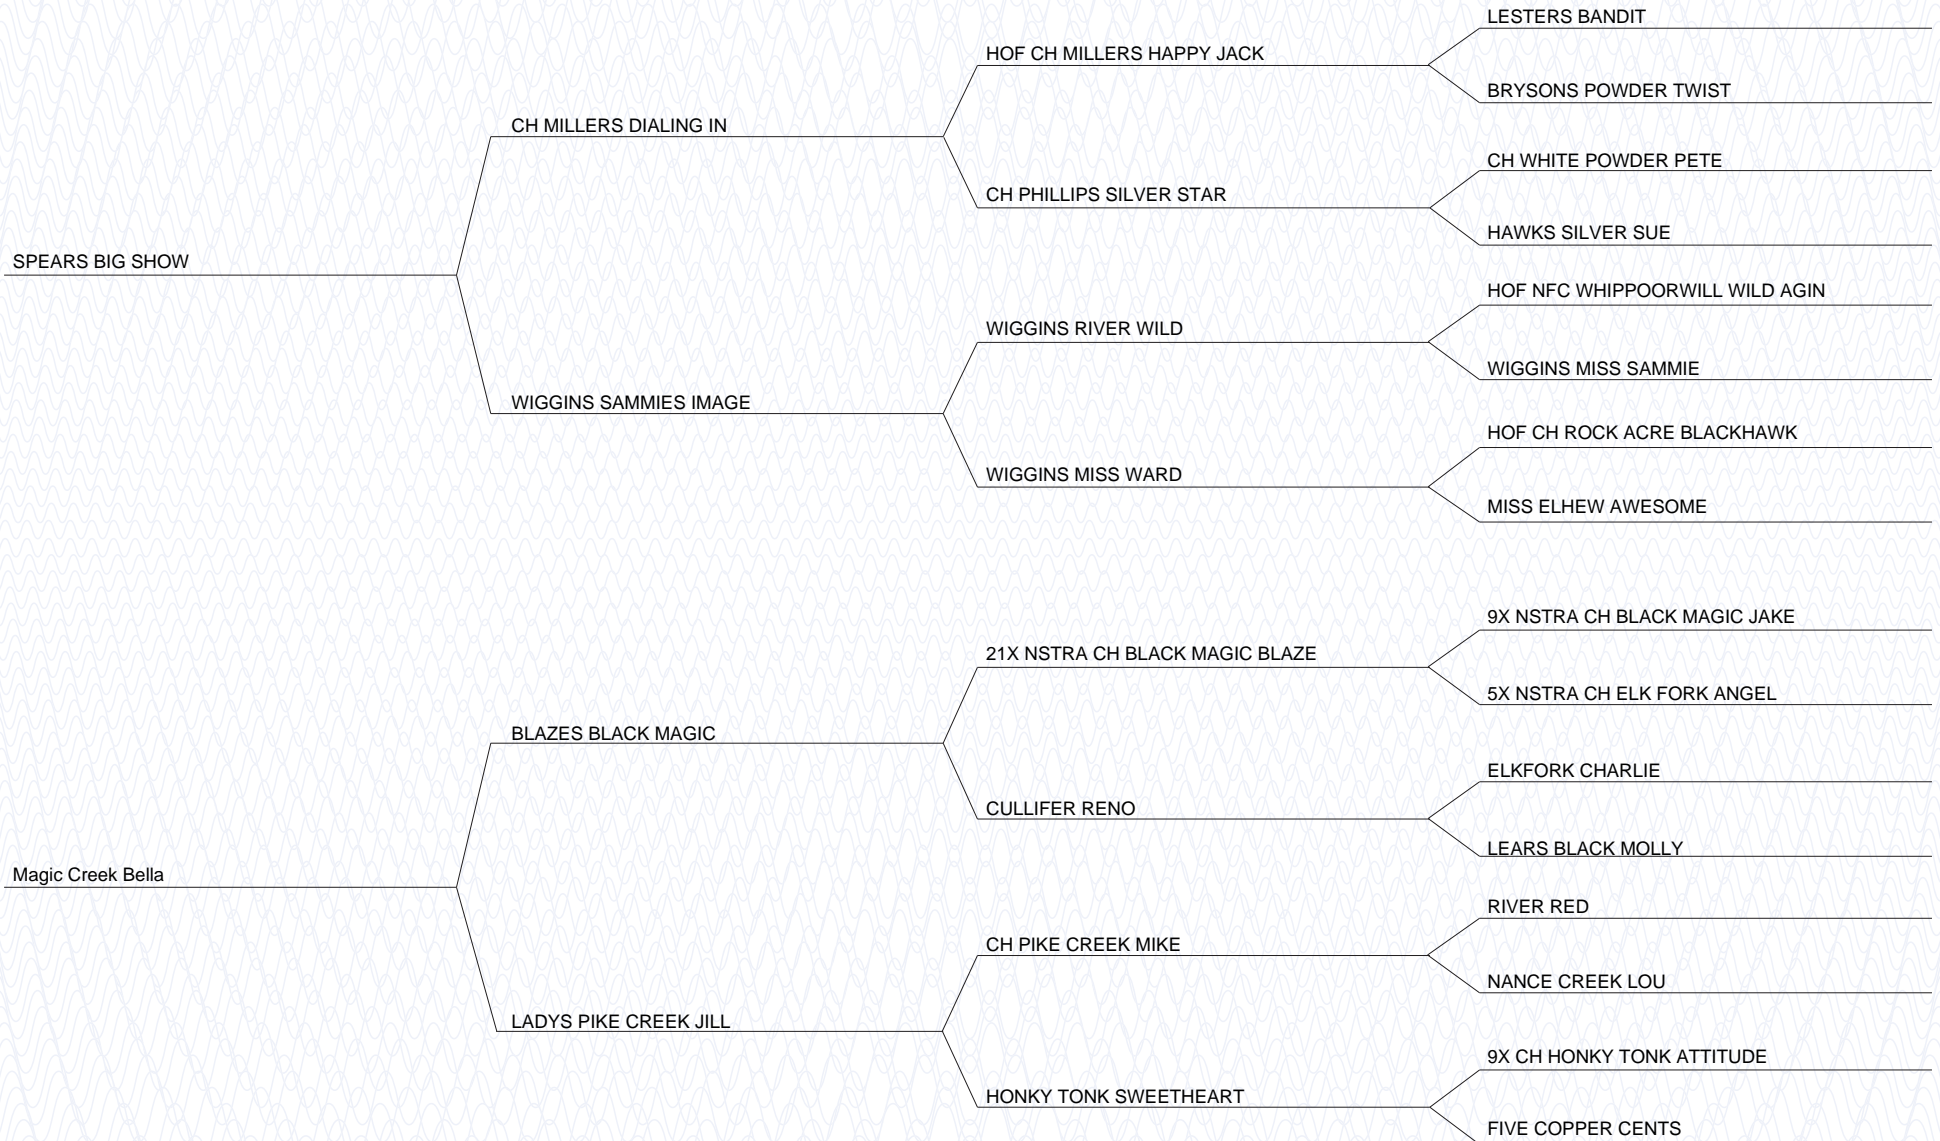 LESTERS BANDIT
HOF CH MILLERS HAPPY JACK
BRYSONS POWDER TWIST
CH MILLERS DIALING IN
CH WHITE POWDER PETE
CH PHILLIPS SILVER STAR
HAWKS SILVER SUE
SPEARS BIG SHOW
HOF NFC WHIPPOORWILL WILD AGIN
WIGGINS RIVER WILD
WIGGINS MISS SAMMIE
WIGGINS SAMMIES IMAGE
HOF CH ROCK ACRE BLACKHAWK
WIGGINS MISS WARD
MISS ELHEW AWESOME
9X NSTRA CH BLACK MAGIC JAKE
21X NSTRA CH BLACK MAGIC BLAZE
5X NSTRA CH ELK FORK ANGEL
BLAZES BLACK MAGIC
ELKFORK CHARLIE
CULLIFER RENO
LEARS BLACK MOLLY
Magic Creek Bella
RIVER RED
CH PIKE CREEK MIKE
NANCE CREEK LOU
LADYS PIKE CREEK JILL
9X CH HONKY TONK ATTITUDE
HONKY TONK SWEETHEART
FIVE COPPER CENTS